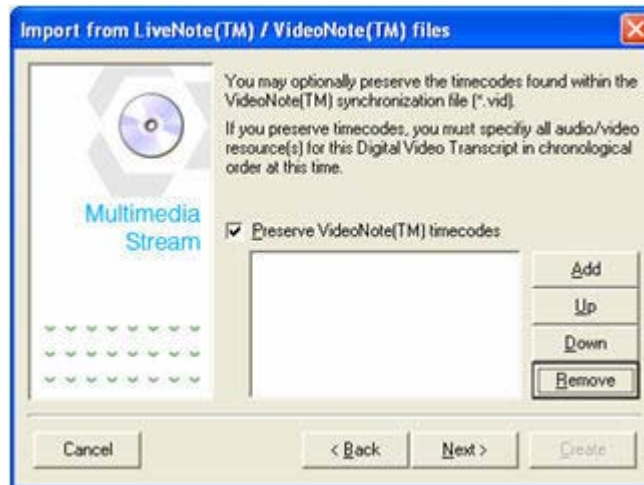 Import from LiveNote(TM) / VideoNote(TM) files
You may optionally preserve the timecodes found within the
VideoNote(TM) synchronization file (*.vid).
If you preserve timecodes, you must specifiy all audio/video
resource(s) for this Digital Video Transcript in chronological
order at this time.
Multimedia
Stream
Preserve VideoNote(TM) timecodes
Add
Up
Down
Remove
Cancel
< Back
Next >
Create